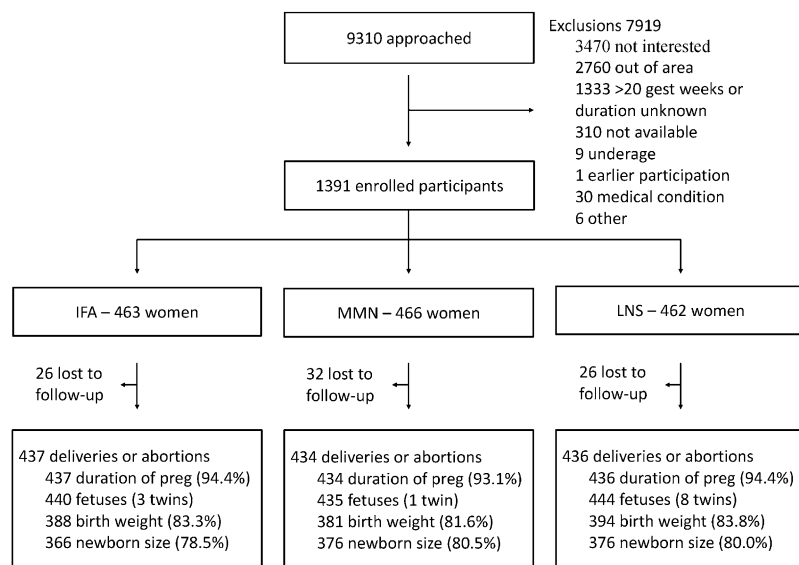 9310 approached
Exclusions 7919
3470 not interested
2760 out of area
1333 >20 gest weeks or
duration unknown
310 not available
9 underage
1 earlier participation
30 medical condition
6 other
1391 enrolled participants
IFA – 463 women
MMN – 466 women
LNS – 462 women
26 lost to
follow-up
32 lost to
follow-up
26 lost to
follow-up
437 deliveries or abortions
437 duration of preg (94.4%)
440 fetuses (3 twins)
388 birth weight (83.3%)
366 newborn size (78.5%)
434 deliveries or abortions
434 duration of preg (93.1%)
435 fetuses (1 twin)
381 birth weight (81.6%)
376 newborn size (80.5%)
436 deliveries or abortions
436 duration of preg (94.4%)
444 fetuses (8 twins)
394 birth weight (83.8%)
376 newborn size (80.0%)